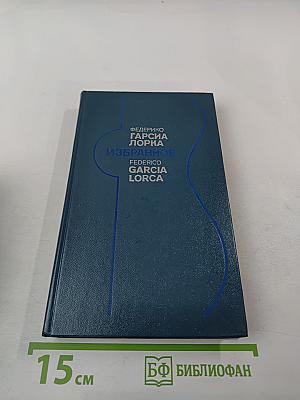 ФЕДЕРИКО
ГАРСИА
ЛОРКА
ИЗБРАННОЕ
FEDERICO
GARCIA
LORCA
15 см
БФ БИБЛИОФАН